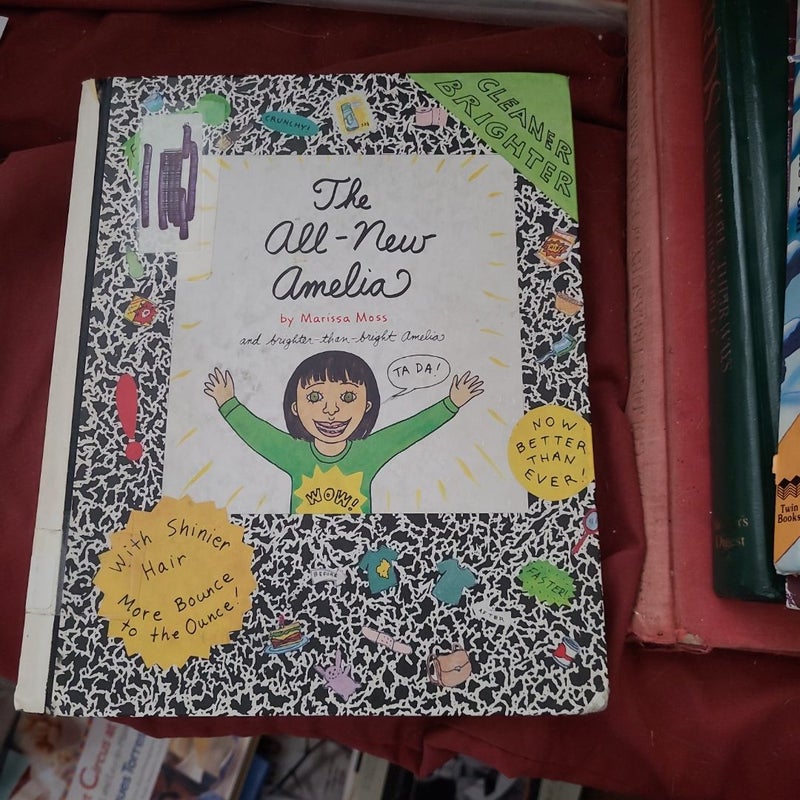 CLEANER
BRIGHTER
CRUNCHY!
The
All-New
Amelia
by Marissa Moss
and brighter-than-bright Amelia
TA DA!
WOW!
NOW
BETTER
THAN
EVER!
With Shinier
Hair
More Bounce
to the Ounce!
FASTER!
Twin
Books
Digest